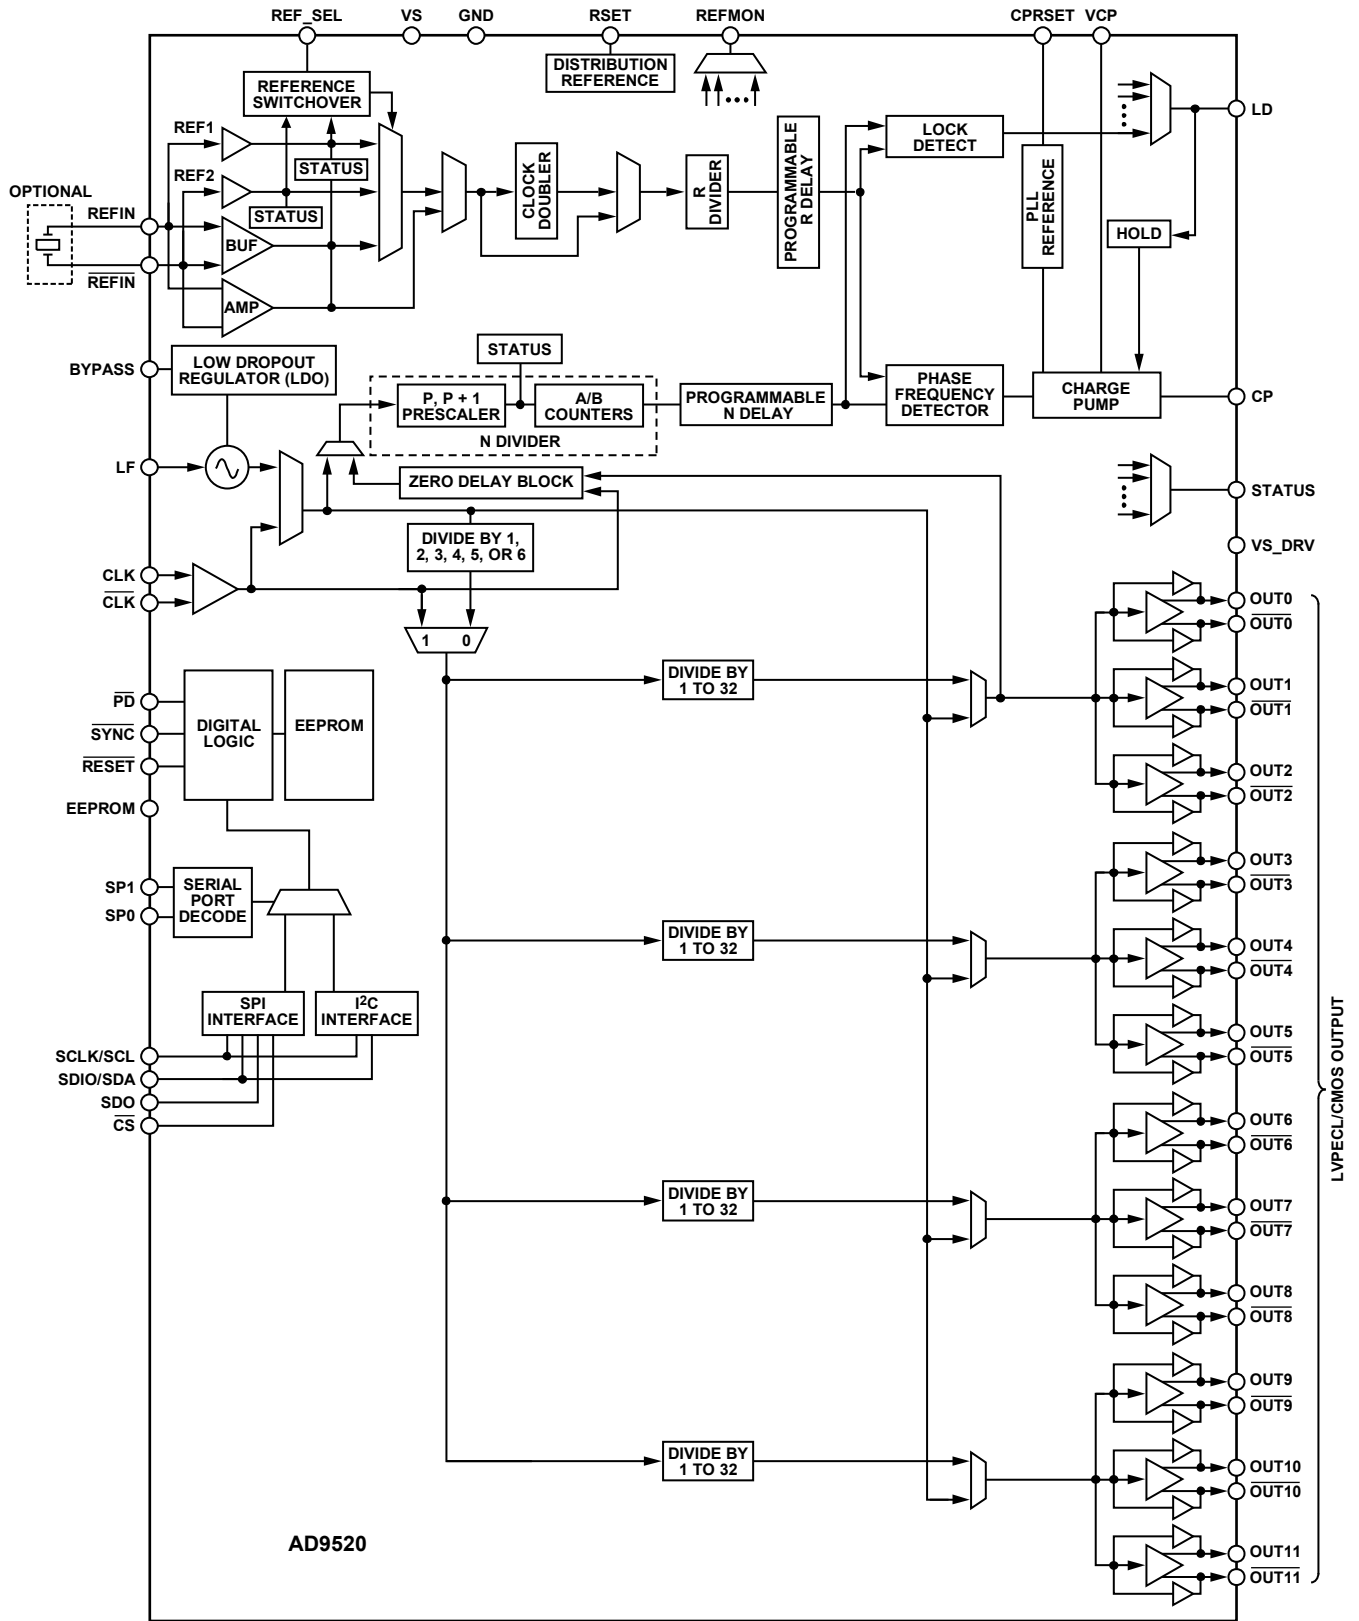 REF_SEL
VS
GND
RSET
REFMON
CPRSET
VCP
DISTRIBUTION
REFERENCE
REFERENCE
SWITCHOVER
LD
REF1
LOCK
DETECT
PROGRAMMABLE
R DELAY
CLOCK
DOUBLER
R
DIVIDER
PLL
REFERENCE
STATUS
REF2
OPTIONAL
STATUS
REFIN
HOLD
BUF
REFIN
AMP
STATUS
BYPASS
LOW DROPOUT
REGULATOR (LDO)
P, P + 1
PRESCALER
A/B
COUNTERS
PROGRAMMABLE
N DELAY
PHASE
FREQUENCY
DETECTOR
CHARGE
PUMP
CP
N DIVIDER
LF
ZERO DELAY BLOCK
STATUS
DIVIDE BY 1,
2, 3, 4, 5, OR 6
VS_DRV
CLK
CLK
OUT0
OUT0
1
0
DIVIDE BY
1 TO 32
OUT1
OUT1
PD
SYNC
RESET
DIGITAL
LOGIC
EEPROM
OUT2
OUT2
EEPROM
OUT3
OUT3
SP1
SP0
SERIAL
PORT
DECODE
DIVIDE BY
1 TO 32
OUT4
OUT4
SPI
INTERFACE
I2C
INTERFACE
OUT5
OUT5
SCLK/SCL
SDIO/SDA
SDO
CS
LVPECL/CMOS OUTPUT
OUT6
OUT6
DIVIDE BY
1 TO 32
OUT7
OUT7
OUT8
OUT8
OUT9
OUT9
DIVIDE BY
1 TO 32
OUT10
OUT10
AD9520
OUT11
OUT11